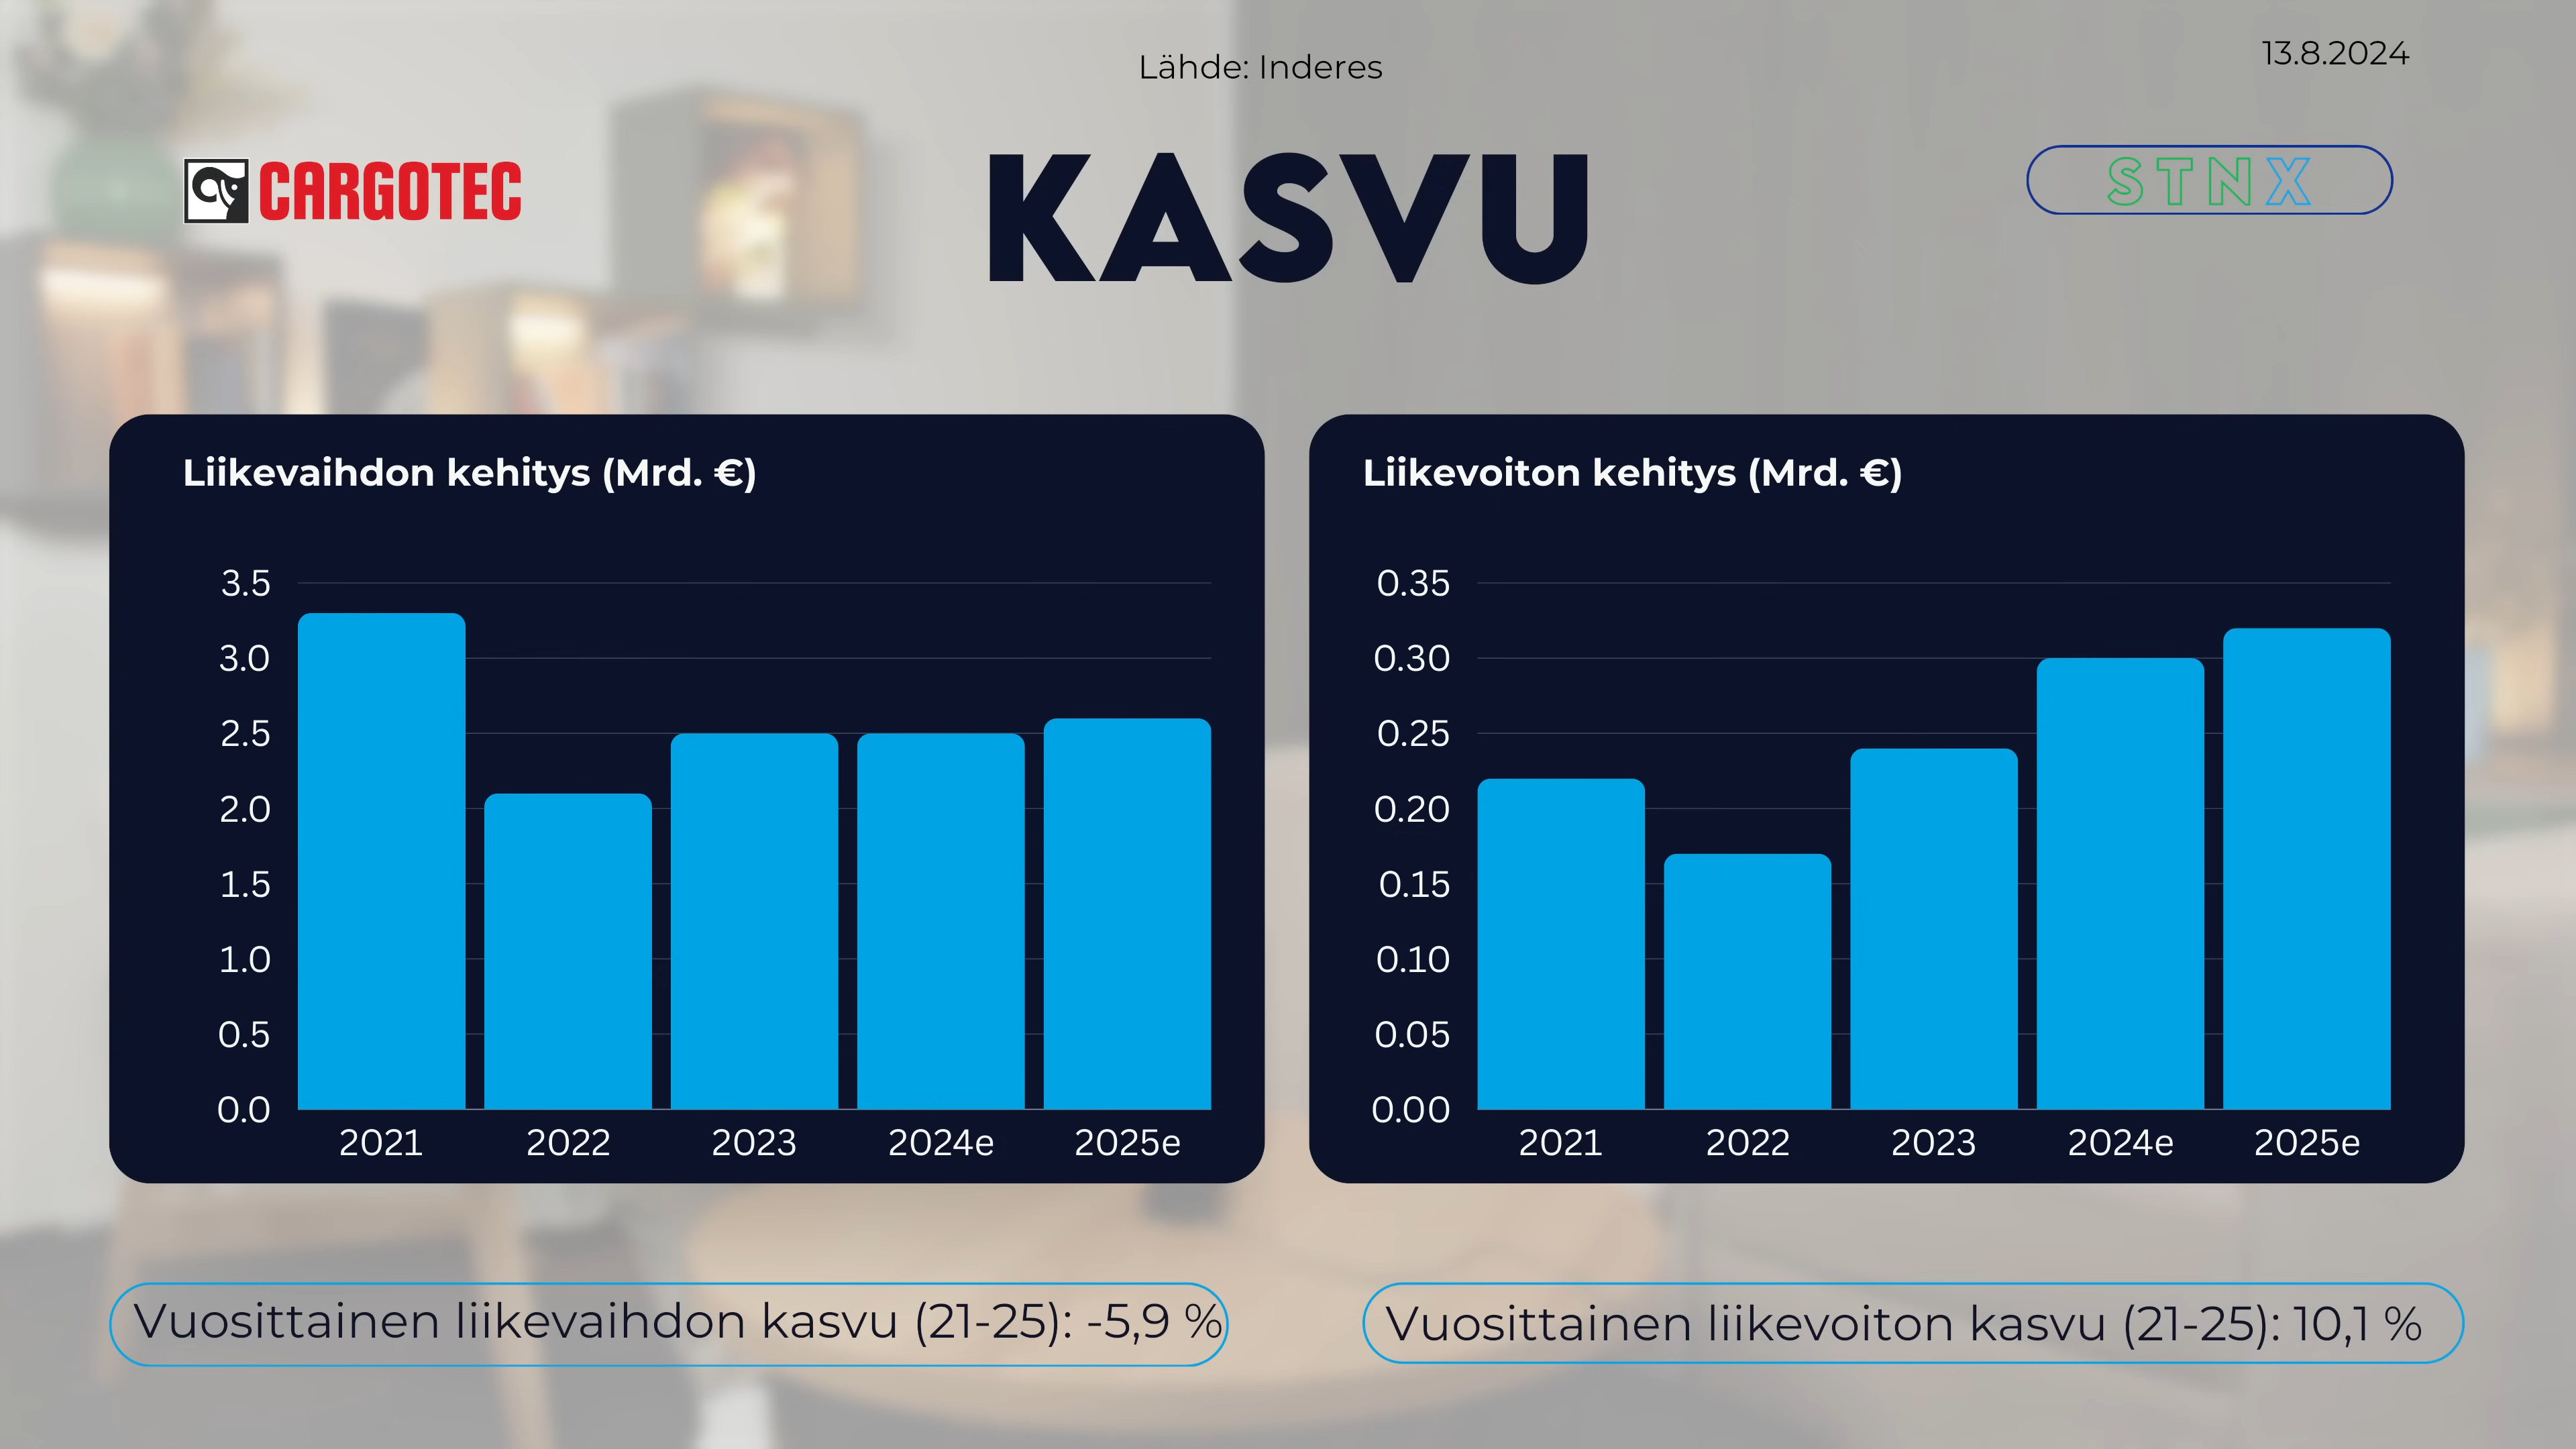 Lähde: Inderes
13.8.2024
CARGOTEC
KASVU
STNX
Liikevaihdon kehitys (Mrd. €)
3.5
3.0
2.5
2.0
1.5
1.0
0.5
0.0
2021 2022 2023 2024e 2025e
Liikevoiton kehitys (Mrd. €)
0.35
0.30
0.25
0.20
0.15
0.10
0.05
0.00
2021 2022 2023 2024e 2025e
Vuosittainen liikevaihdon kasvu (21-25): -5,9 %
Vuosittainen liikevoiton kasvu (21-25): 10,1 %